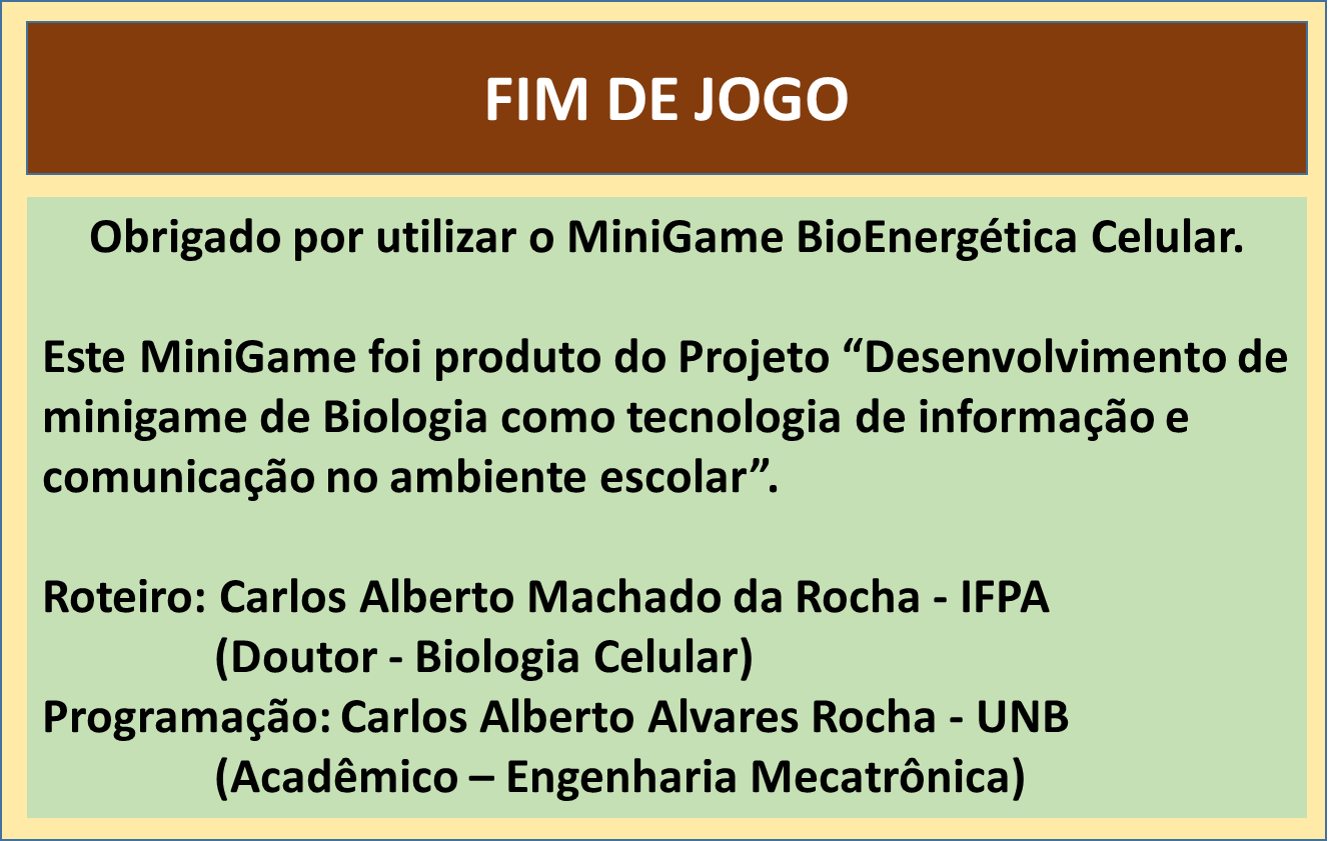 FIM DE JOGO
Obrigado por utilizar o MiniGame BioEnergética Celular.
Este MiniGame foi produto do Projeto “Desenvolvimento de
minigame de Biologia como tecnologia de informação e
comunicação no ambiente escolar”.
Roteiro: Carlos Alberto Machado da Rocha - IFPA
(Doutor - Biologia Celular)
Programação: Carlos Alberto Alvares Rocha - UNB
(Acadêmico – Engenharia Mecatrônica)